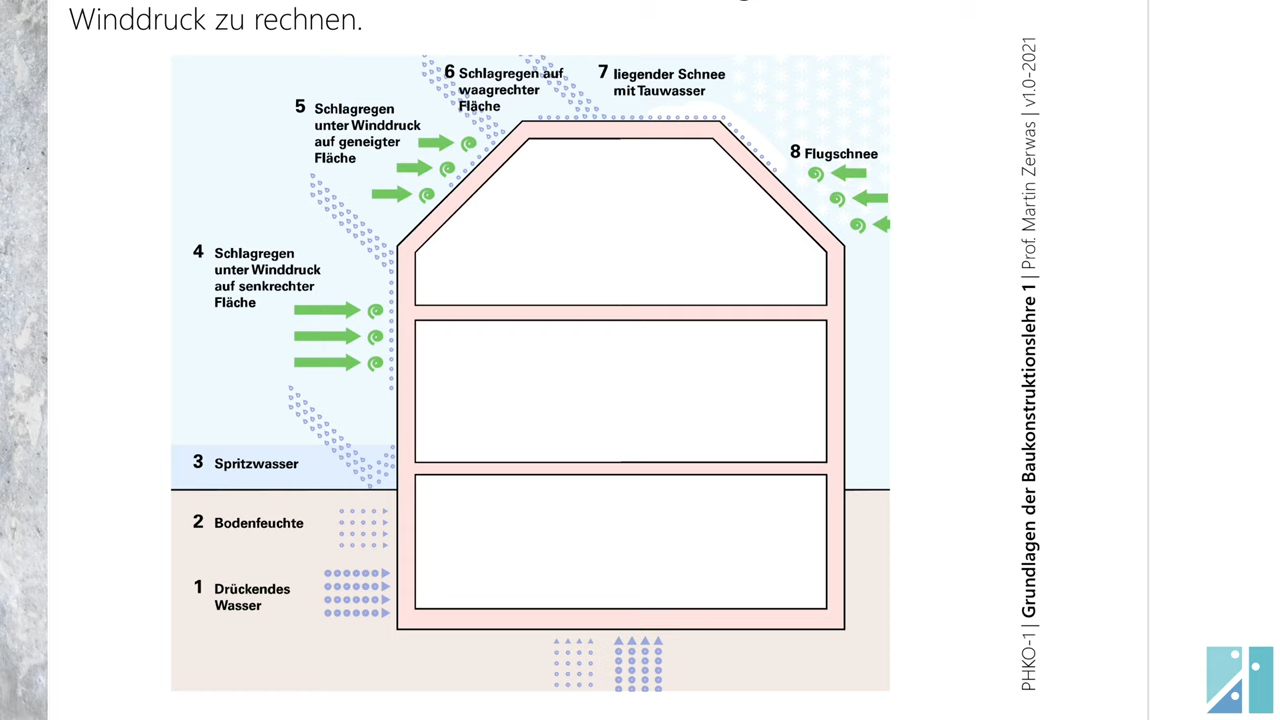 Winddruck zu rechnen.
6 Schlagregen auf
waagrechter
Fläche
7 liegender Schnee
mit Tauwasser
5 Schlagregen
unter Winddruck
auf geneigter
Fläche
8 Flugschnee
4 Schlagregen
unter Winddruck
auf senkrechter
Fläche
3 Spritzwasser
2 Bodenfeuchte
1 Drückendes
Wasser
PHKO-1 | Grundlagen der Baukonstruktionslehre 1 | Prof. Martin Zerwas | v1.0-2021